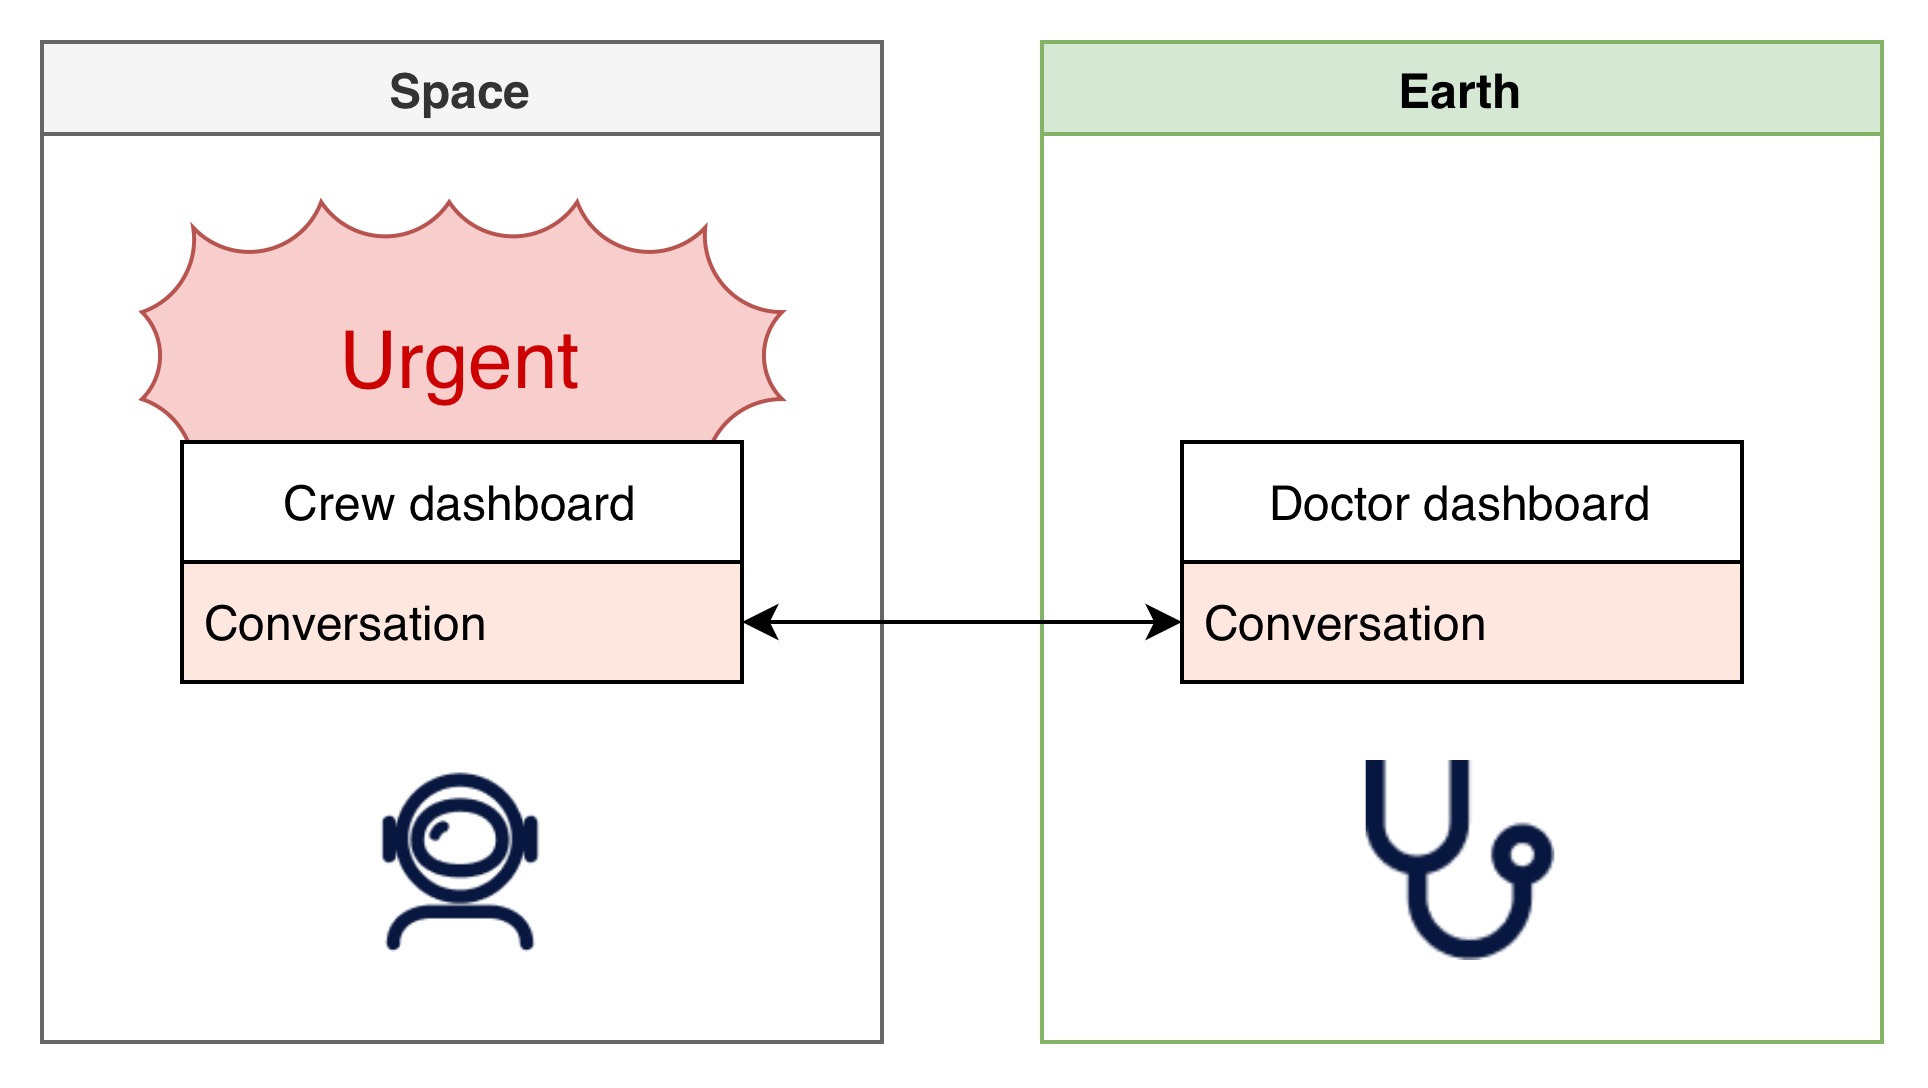 Space
Urgent
Crew dashboard
Conversation
Earth
Doctor dashboard
Conversation